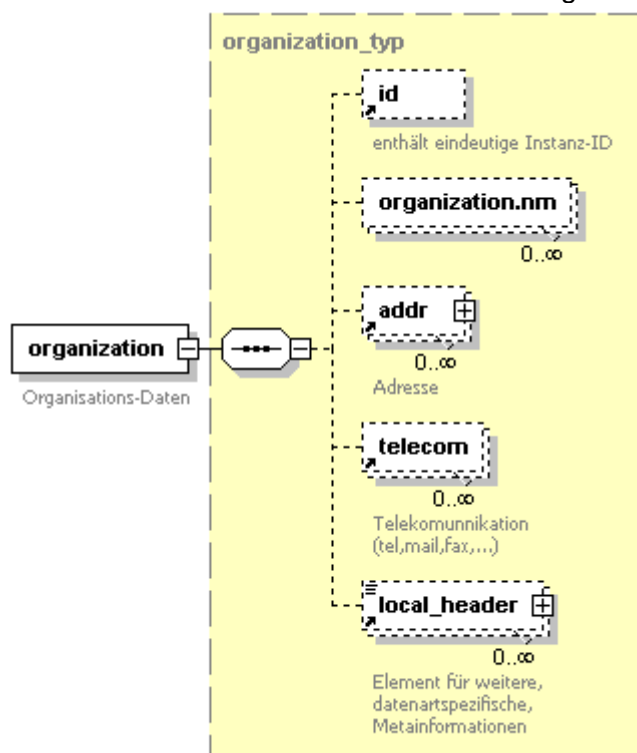 organization_typ
id
enthält eindeutige Instanz-ID
organization.nm
0..∞
addr
0..∞
Adresse
organization
Organisations-Daten
telecom
0..∞
Telekomunnikation
(tel,mail,fax,...)
local_header
0..∞
Element für weitere,
datenartspezifische,
Metainformationen